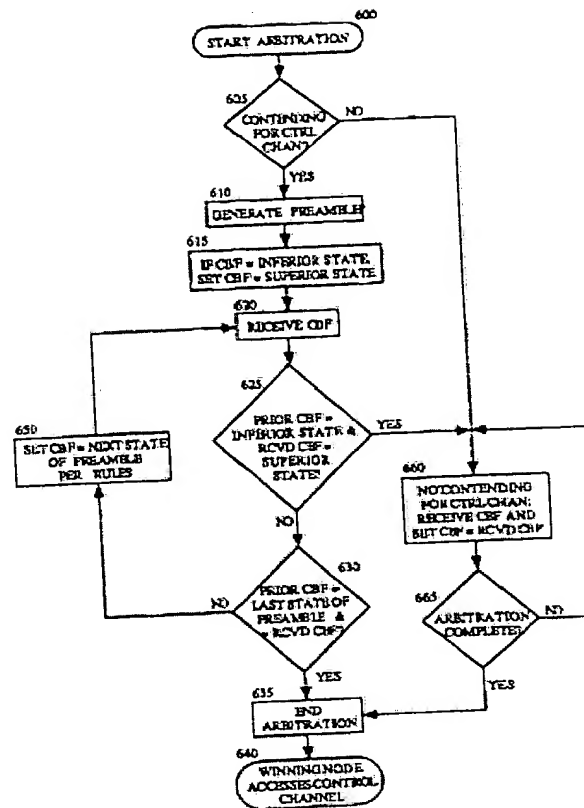 600
START ARBITRATION
605
CONTENDING
FOR CTRL
CHAN?
NO
YES
610
GENERATE PREAMBLE
615
IF CBF = INFERIOR STATE,
SET CBF = SUPERIOR STATE
620
RECEIVE CBF
625
PRIOR CBF =
INFERIOR STATE &
RCVD CBF =
SUPERIOR
STATE?
YES
NO
650
SET CBF = NEXT STATE
OF PREAMBLE
PER RULES
660
NOT CONTENDING
FOR CTRL CHAN;
RECEIVE CBF AND
SET CBF = RCVD CBF
630
PRIOR CBF =
LAST STATE OF
PREAMBLE &
= RCVD CBF?
NO
YES
665
ARBITRATION
COMPLETE?
NO
YES
635
END
ARBITRATION
640
WINNING NODE
ACCESSES CONTROL
CHANNEL